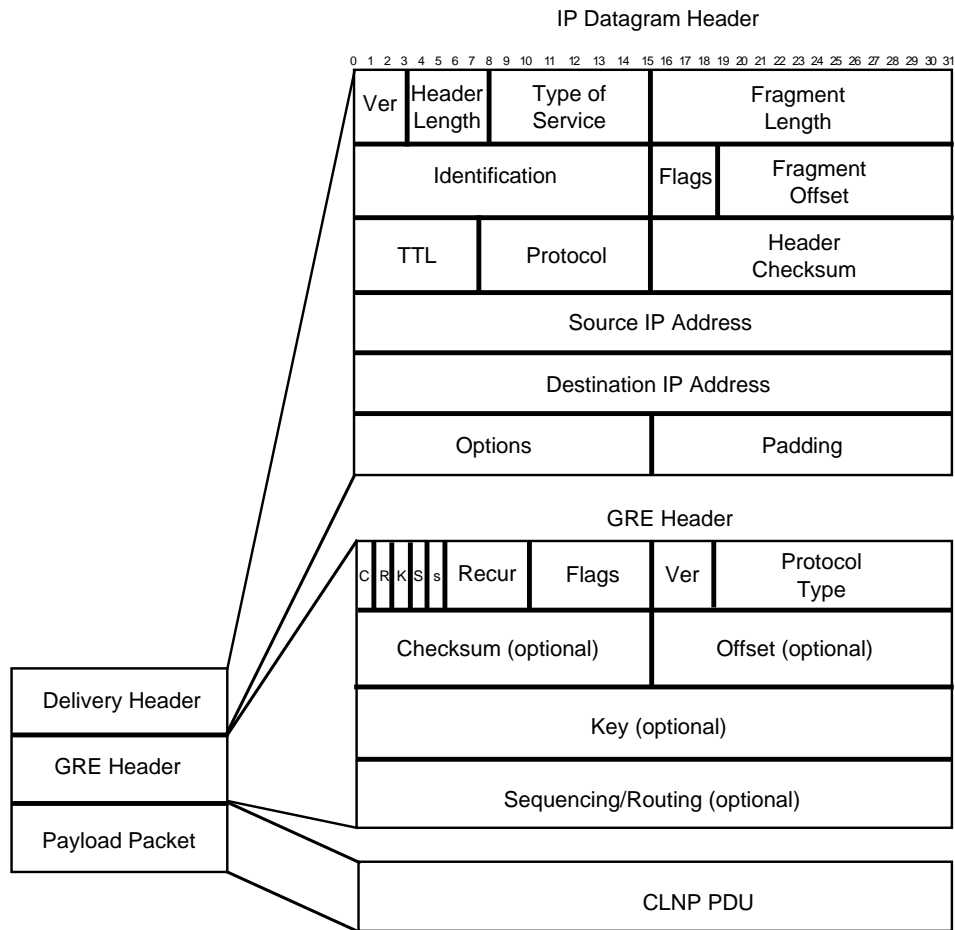 IP Datagram Header
0 1 2 3 4 5 6 7 8 9 10 11 12 13 14 15 16 17 18 19 20 21 22 23 24 25 26 27 28 29 30 31
Ver
Header
Length
Type of
Service
Fragment
Length
Identification
Flags
Fragment
Offset
TTL
Protocol
Header
Checksum
Source IP Address
Destination IP Address
Options
Padding
GRE Header
C R K S s
Recur
Flags
Ver
Protocol
Type
Checksum (optional)
Offset (optional)
Key (optional)
Sequencing/Routing (optional)
Delivery Header
GRE Header
Payload Packet
CLNP PDU